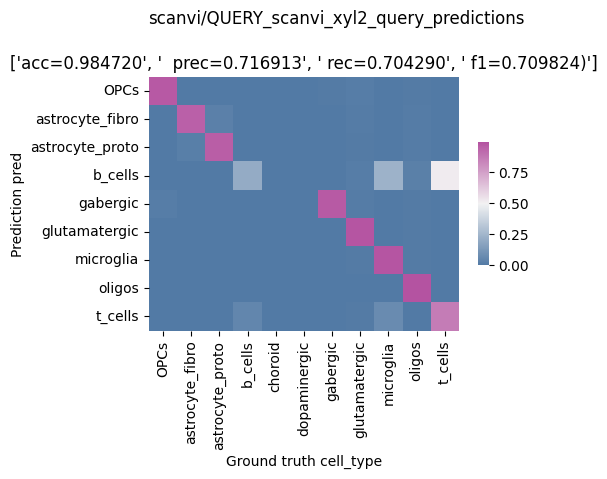 scanvi/QUERY_scanvi_xyl2_query_predictions
['acc=0.984720', '  prec=0.716913', ' rec=0.704290', ' f1=0.709824)']
Prediction pred
OPCs
astrocyte_fibro
astrocyte_proto
b_cells
gabergic
glutamatergic
microglia
oligos
t_cells
0.75
0.50
0.25
0.00
OPCs
astrocyte_fibro
astrocyte_proto
b_cells
choroid
dopaminergic
gabergic
glutamatergic
microglia
oligos
t_cells
Ground truth cell_type